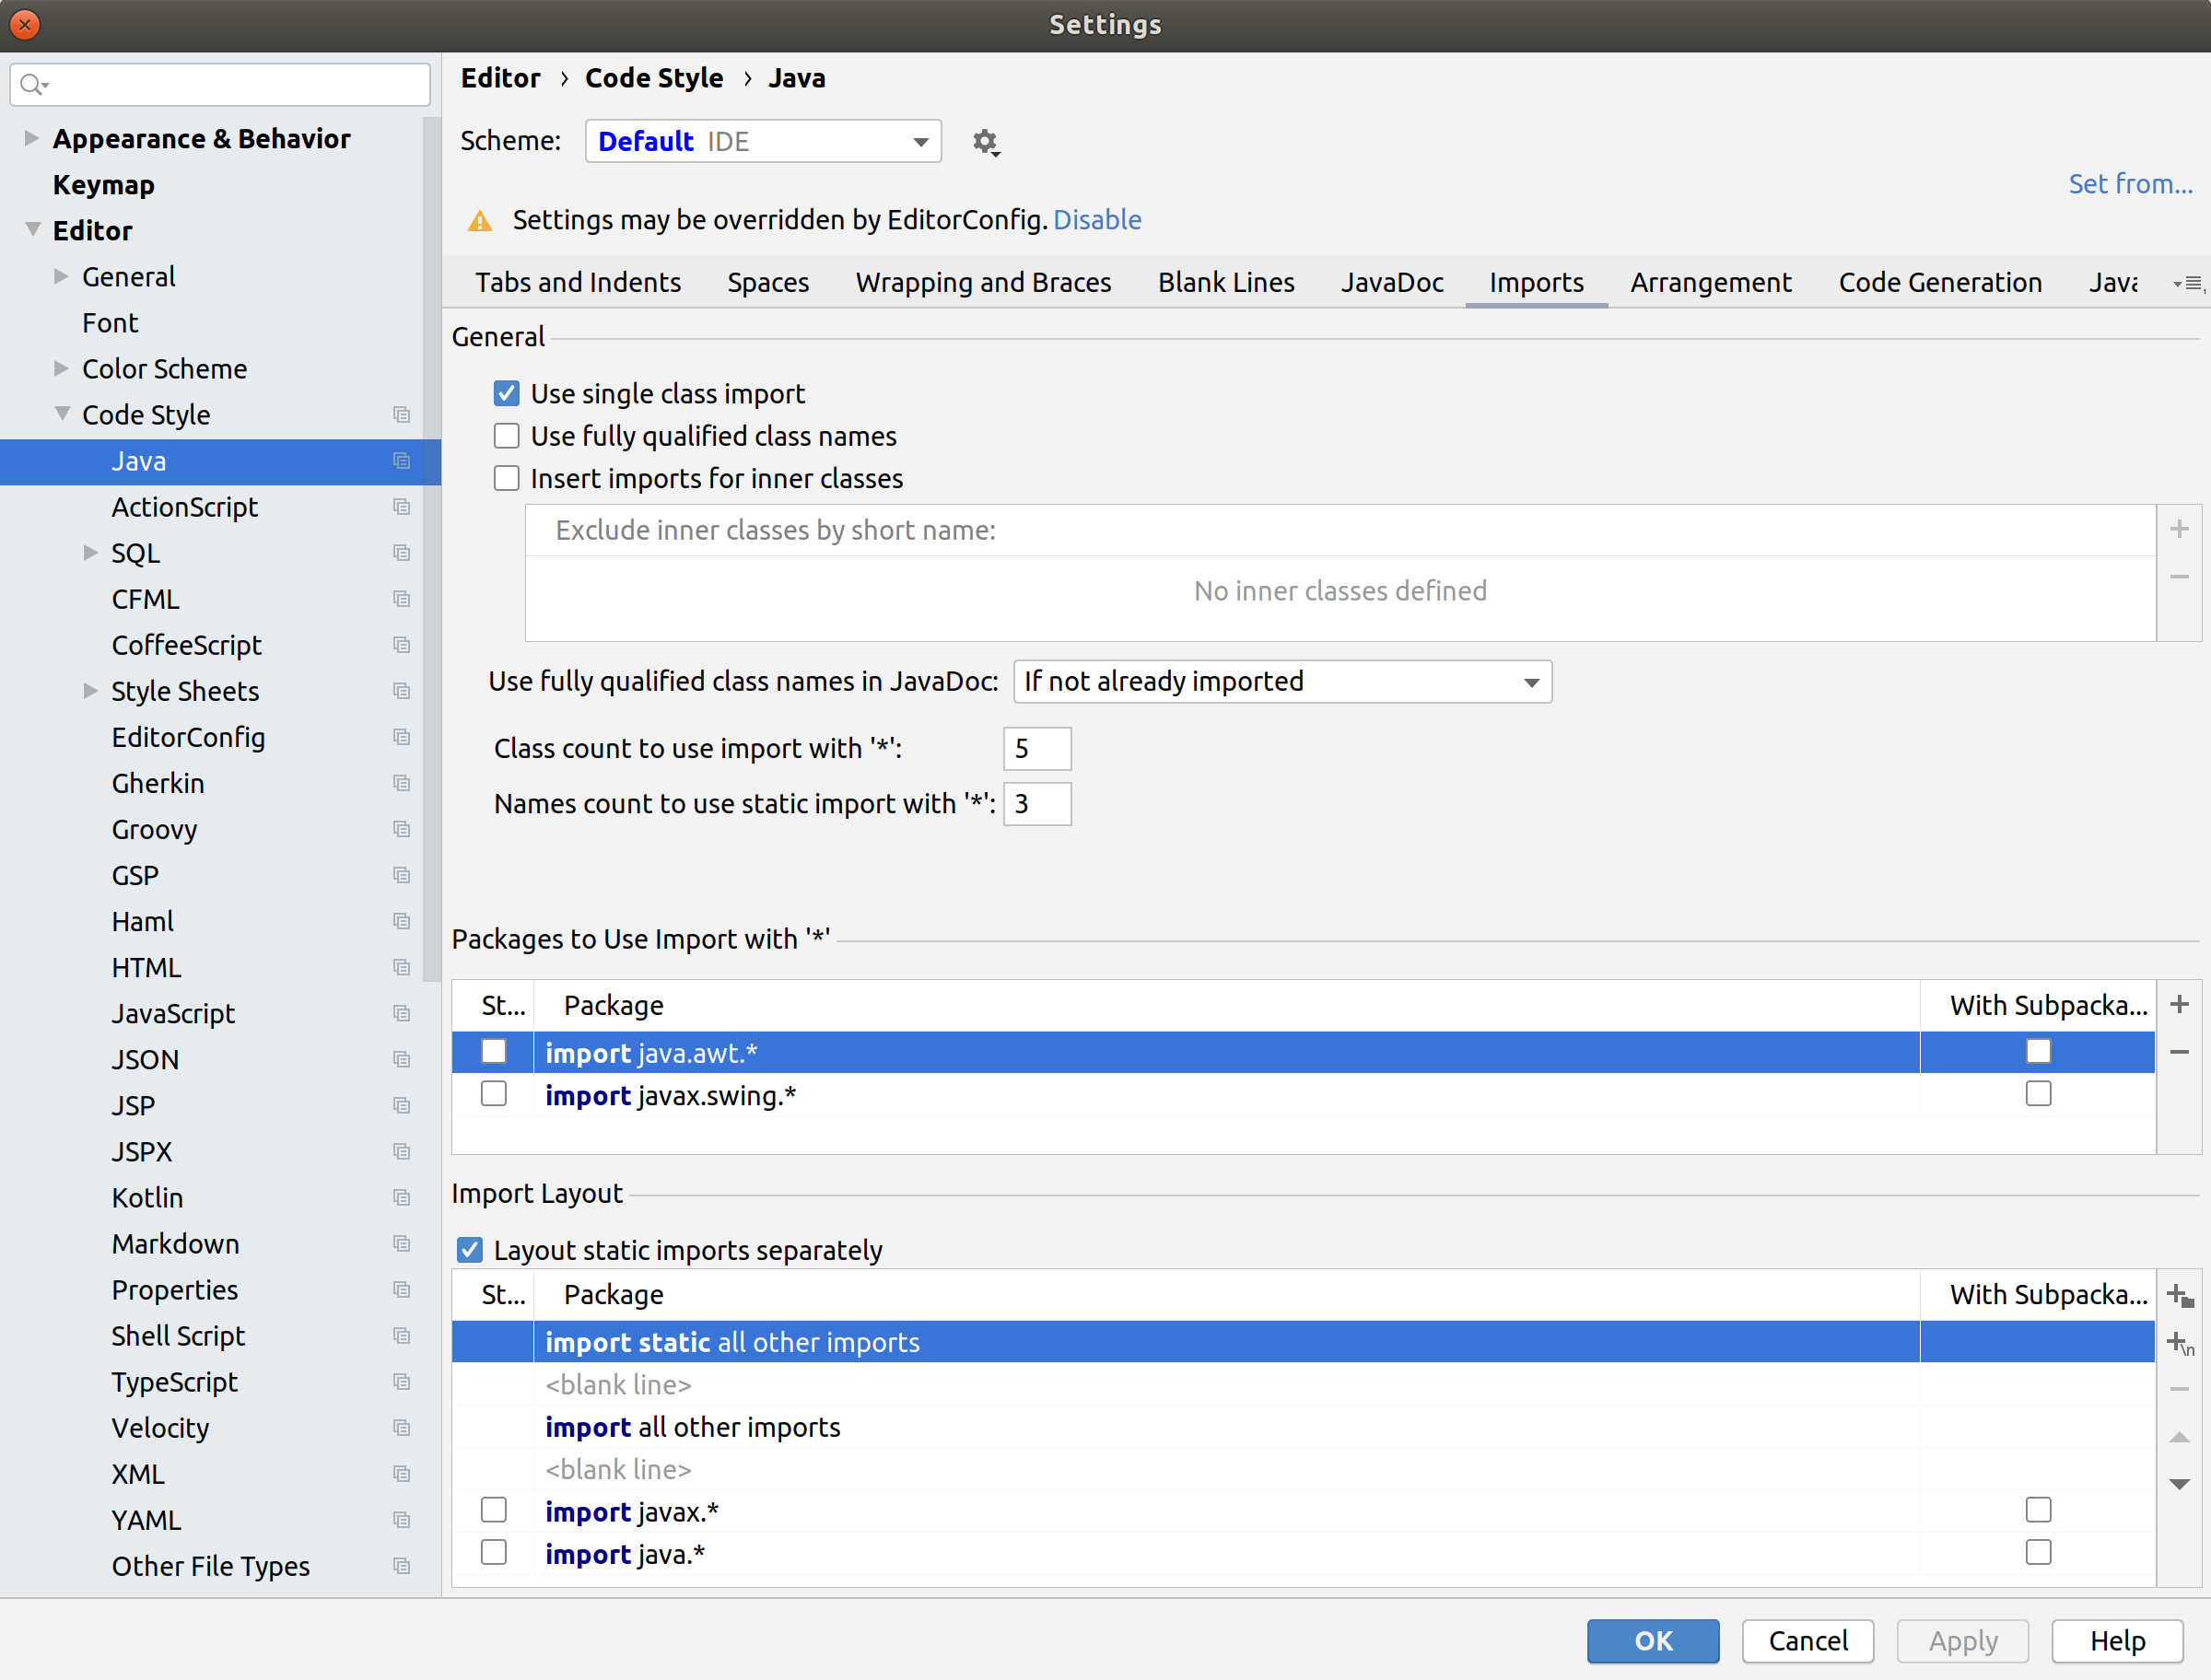 Settings
Editor › Code Style › Java
Scheme: Default IDE
Set from...
Settings may be overridden by EditorConfig. Disable
Appearance & Behavior
Keymap
Editor
General
Font
Color Scheme
Code Style
Java
ActionScript
SQL
CFML
CoffeeScript
Style Sheets
EditorConfig
Gherkin
Groovy
GSP
Haml
HTML
JavaScript
JSON
JSP
JSPX
Kotlin
Markdown
Properties
Shell Script
TypeScript
Velocity
XML
YAML
Other File Types
Tabs and Indents Spaces Wrapping and Braces Blank Lines JavaDoc Imports Arrangement Code Generation Java
General
Use single class import
Use fully qualified class names
Insert imports for inner classes
Exclude inner classes by short name:
No inner classes defined
Use fully qualified class names in JavaDoc: If not already imported
Class count to use import with '*': 5
Names count to use static import with '*': 3
Packages to Use Import with '*'
St... Package With Subpacka...
import java.awt.*
import javax.swing.*
Import Layout
Layout static imports separately
St... Package With Subpacka...
import static all other imports
<blank line>
import all other imports
<blank line>
import javax.*
import java.*
\n
OK Cancel Apply Help